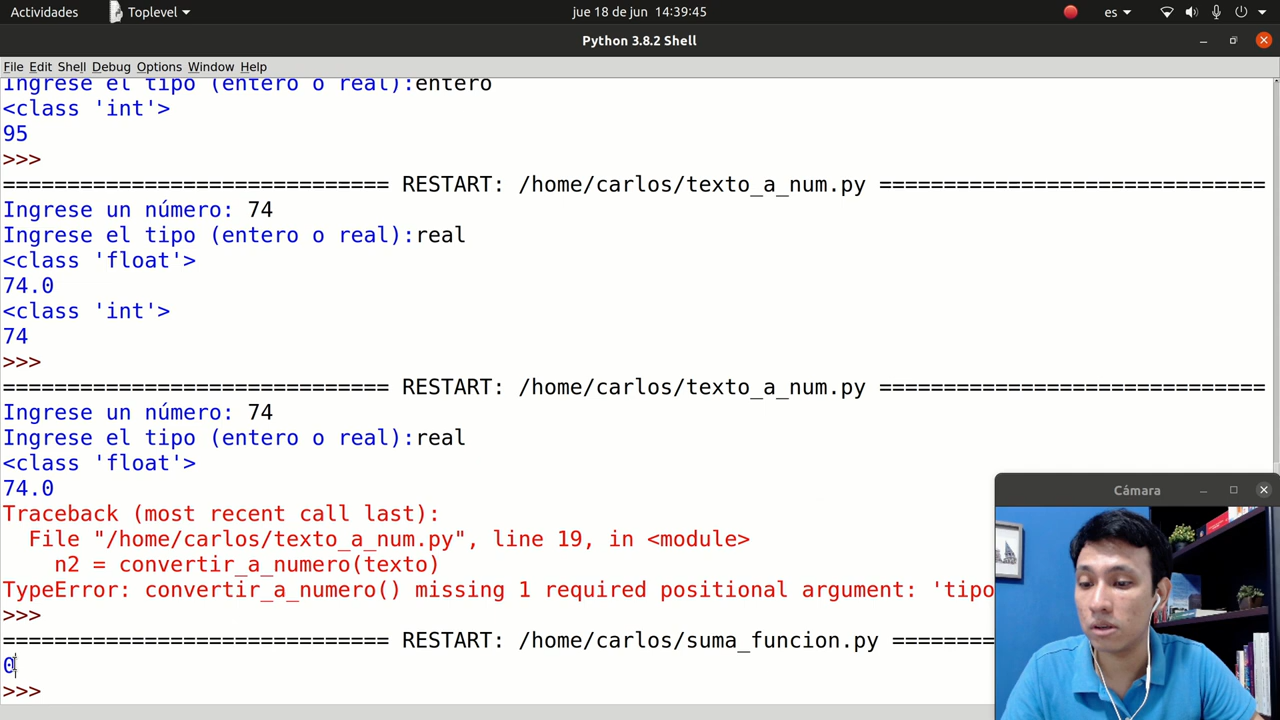 Actividades Toplevel jue 18 de jun 14:39:45 es
Python 3.8.2 Shell
File Edit Shell Debug Options Window Help
Ingrese el tipo (entero o real):entero
<class 'int'>
95
>>>
============================== RESTART: /home/carlos/texto_a_num.py ==============================
Ingrese un número: 74
Ingrese el tipo (entero o real):real
<class 'float'>
74.0
<class 'int'>
74
>>>
============================== RESTART: /home/carlos/texto_a_num.py ==============================
Ingrese un número: 74
Ingrese el tipo (entero o real):real
<class 'float'>
74.0
Traceback (most recent call last):
File "/home/carlos/texto_a_num.py", line 19, in <module>
n2 = convertir_a_numero(texto)
TypeError: convertir_a_numero() missing 1 required positional argument: 'tipo
>>>
============================== RESTART: /home/carlos/suma_funcion.py ========
0
>>>
Cámara